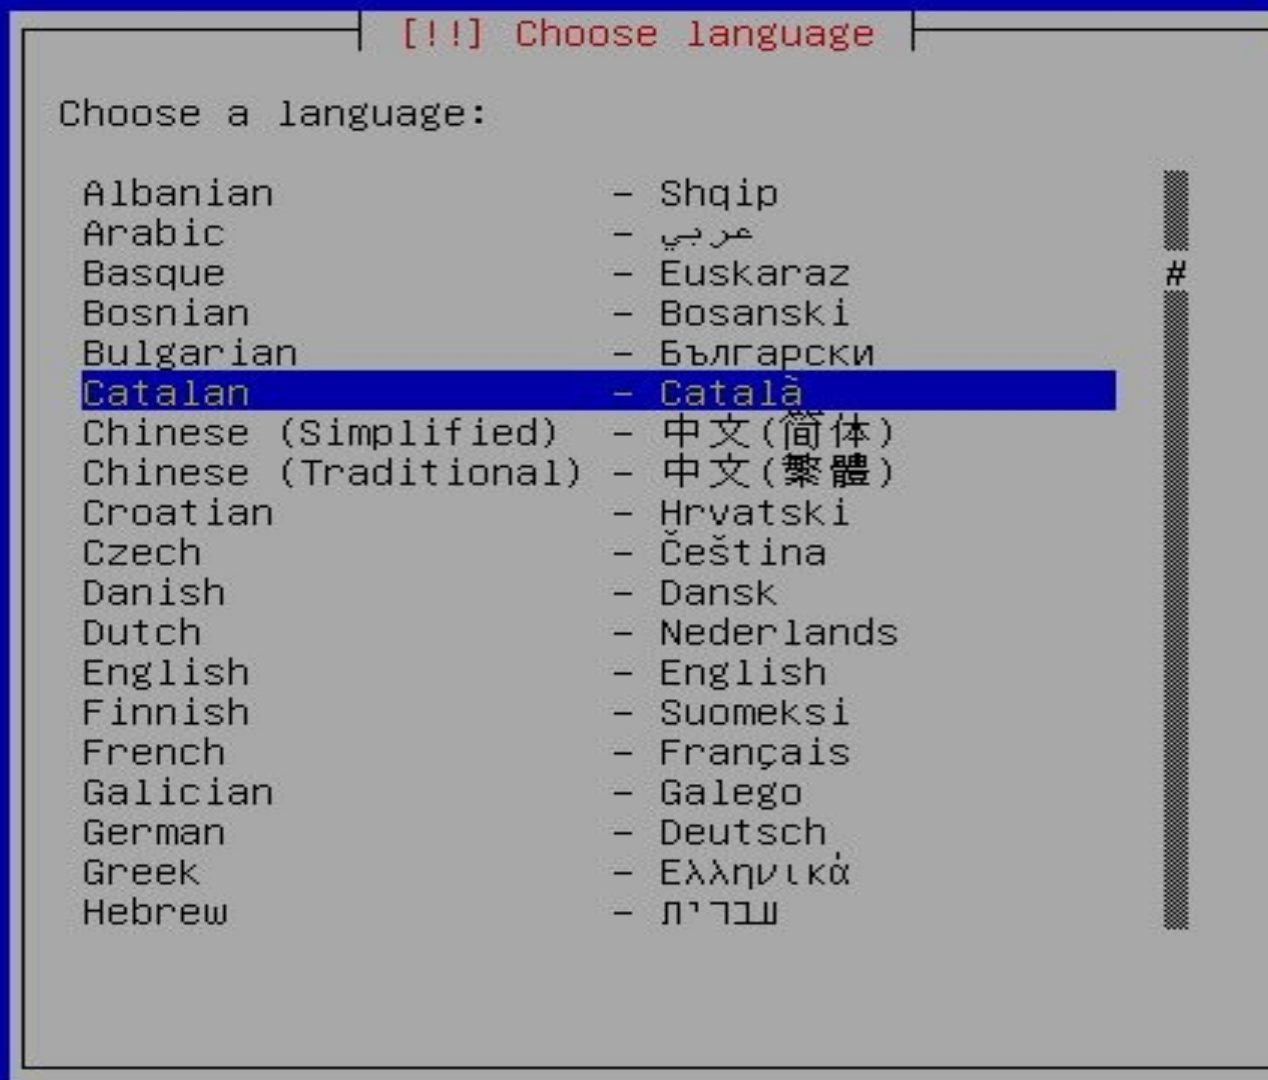 [!!] Choose language
Choose a language:
Albanian - Shqip
Arabic - عربي
Basque - Euskaraz
Bosnian - Bosanski
Bulgarian - Български
Catalan - Català
Chinese (Simplified) - 中文(简体)
Chinese (Traditional) - 中文(繁體)
Croatian - Hrvatski
Czech - Čeština
Danish - Dansk
Dutch - Nederlands
English - English
Finnish - Suomeksi
French - Français
Galician - Galego
German - Deutsch
Greek - Ελληνικά
Hebrew - עברית